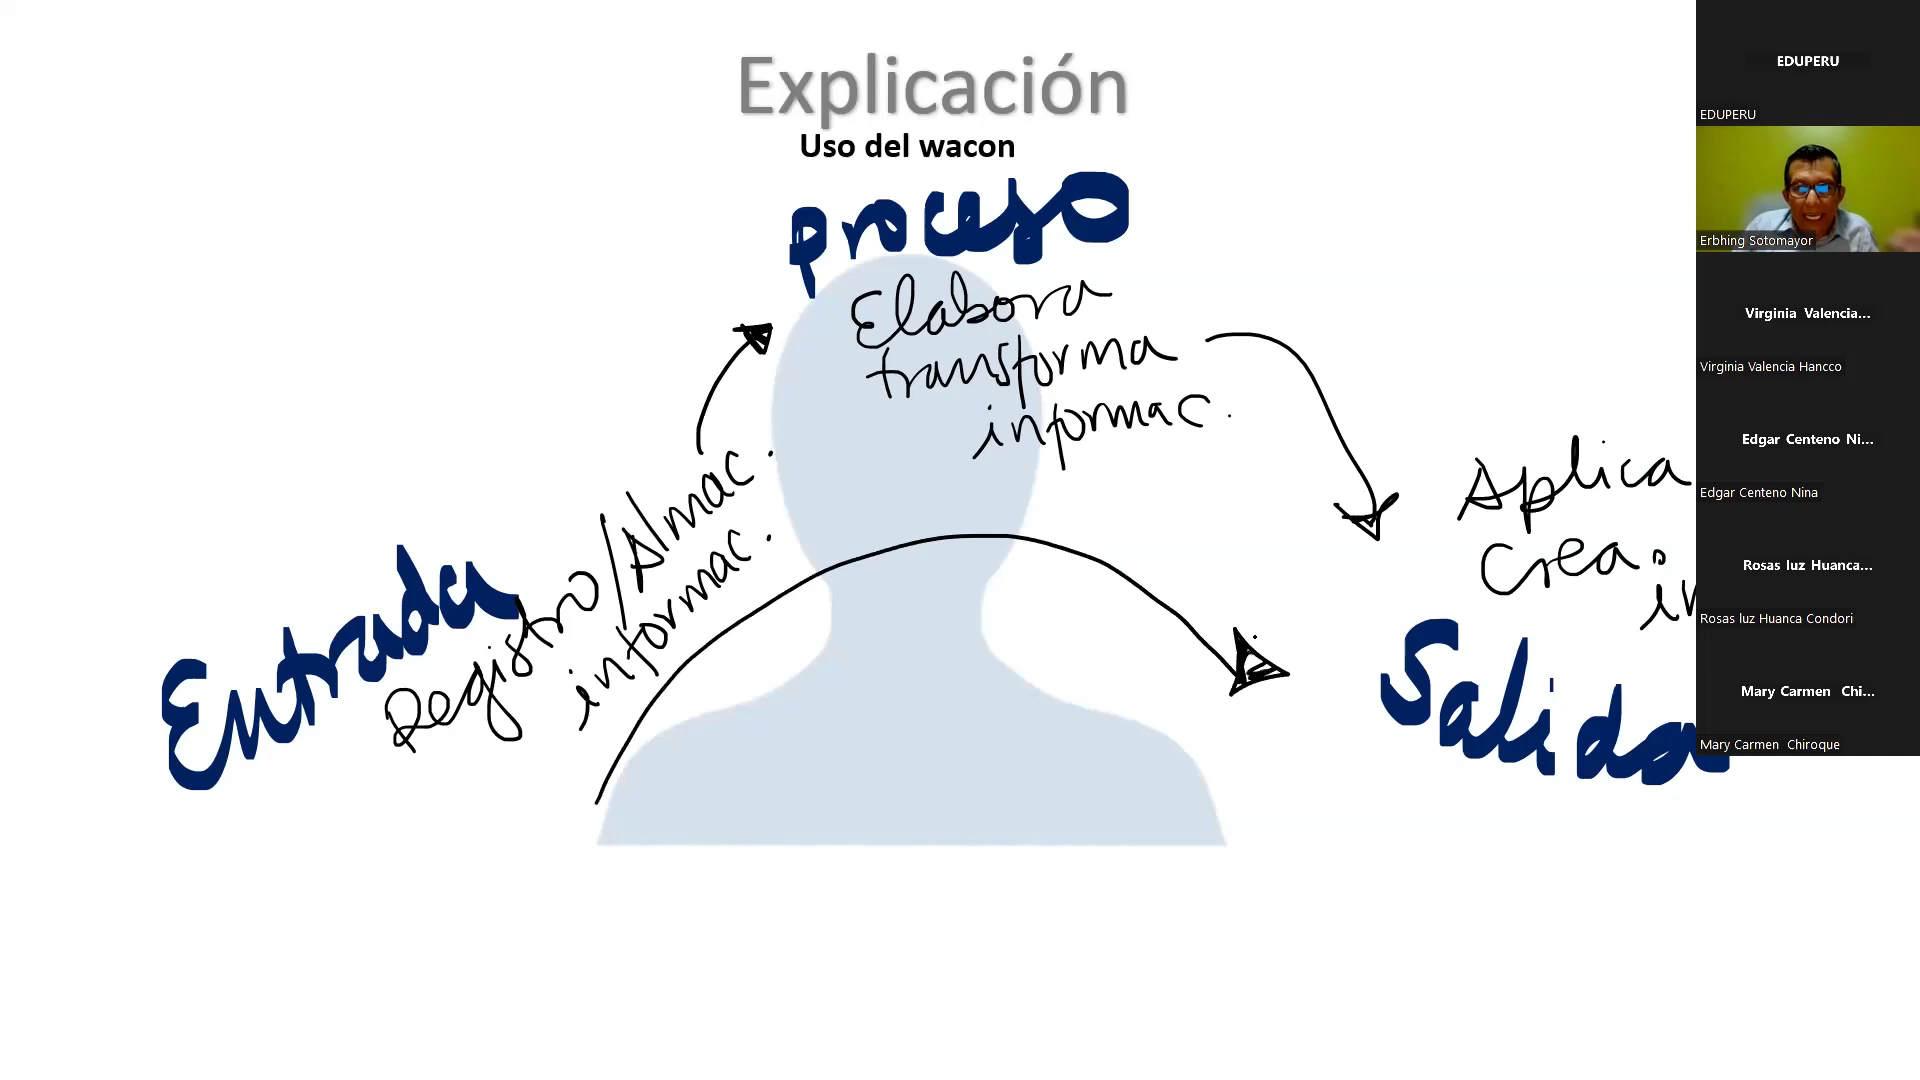 Explicación
Uso del wacon
proceso
Elabora
transforma
informac.
Entrada
Registro/Almac.
informac.
Aplica
Crea.
Salida
EDUPERU
EDUPERU
Erbhing Sotomayor
Virginia Valencia...
Virginia Valencia Hancco
Edgar Centeno Ni...
Edgar Centeno Nina
Rosas luz Huanca...
Rosas luz Huanca Condori
Mary Carmen Chi...
Mary Carmen Chiroque